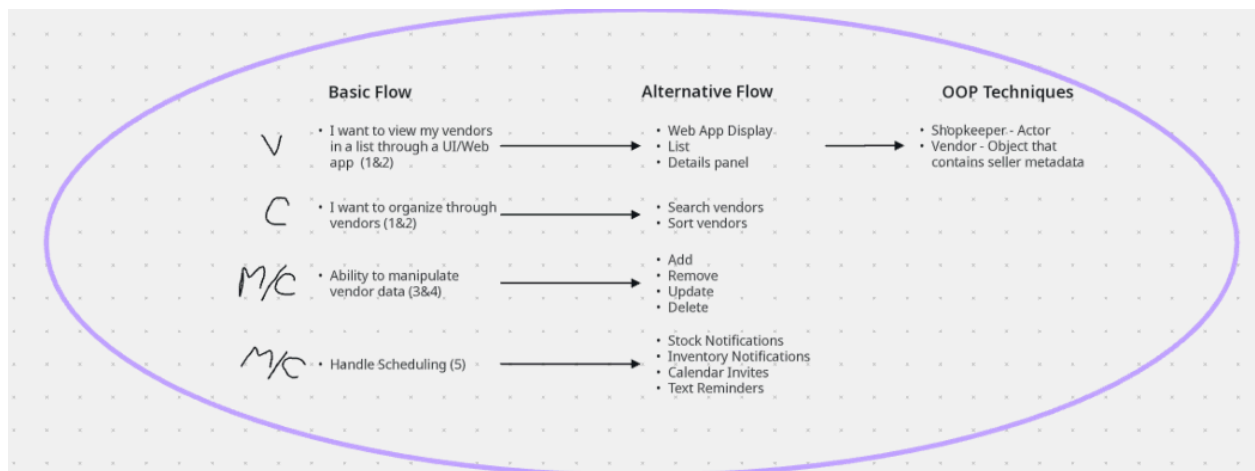 Basic Flow
Alternative Flow
OOP Techniques
V
• I want to view my vendors
in a list through a UI/Web
app (1&2)
• Web App Display
• List
• Details panel
• Shopkeeper - Actor
• Vendor - Object that
contains seller metadata
C
• I want to organize through
vendors (1&2)
• Search vendors
• Sort vendors
M/C
• Ability to manipulate
vendor data (3&4)
• Add
• Remove
• Update
• Delete
M/C
• Handle Scheduling (5)
• Stock Notifications
• Inventory Notifications
• Calendar Invites
• Text Reminders